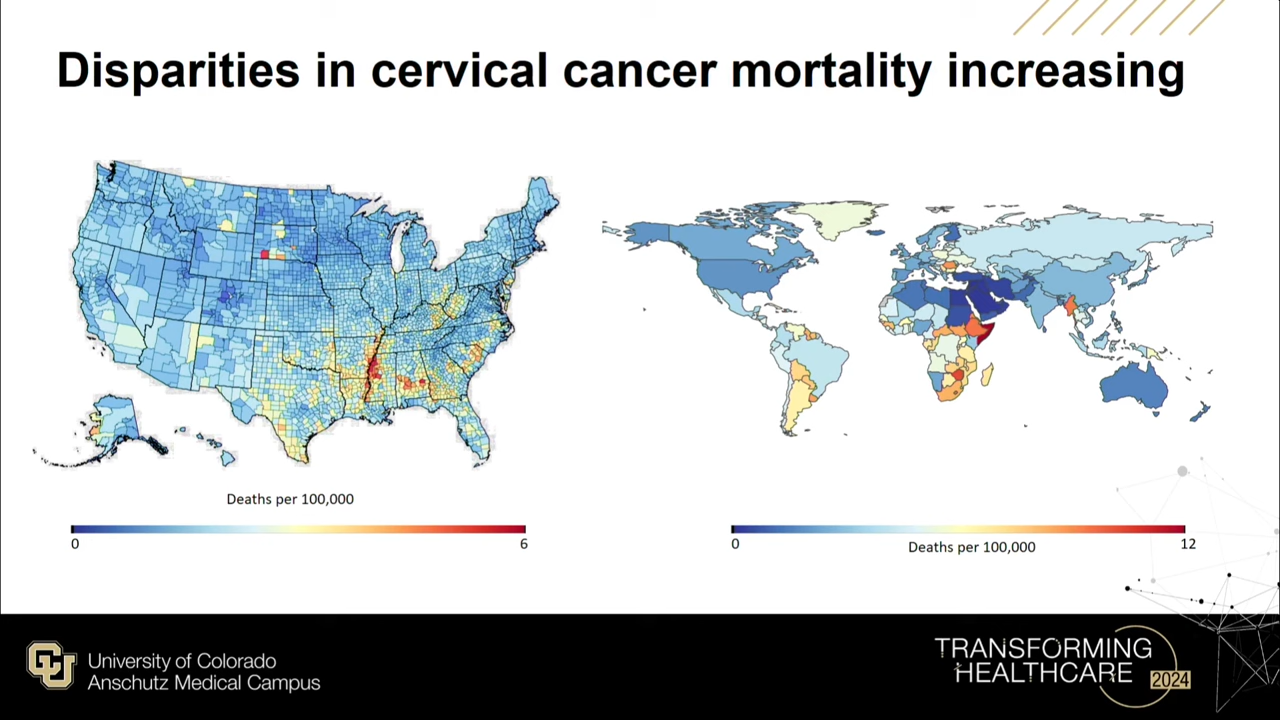 Disparities in cervical cancer mortality increasing
Deaths per 100,000
0
6
0
Deaths per 100,000
12
CU
University of Colorado
Anschutz Medical Campus
TRANSFORMING
HEALTHCARE
2024